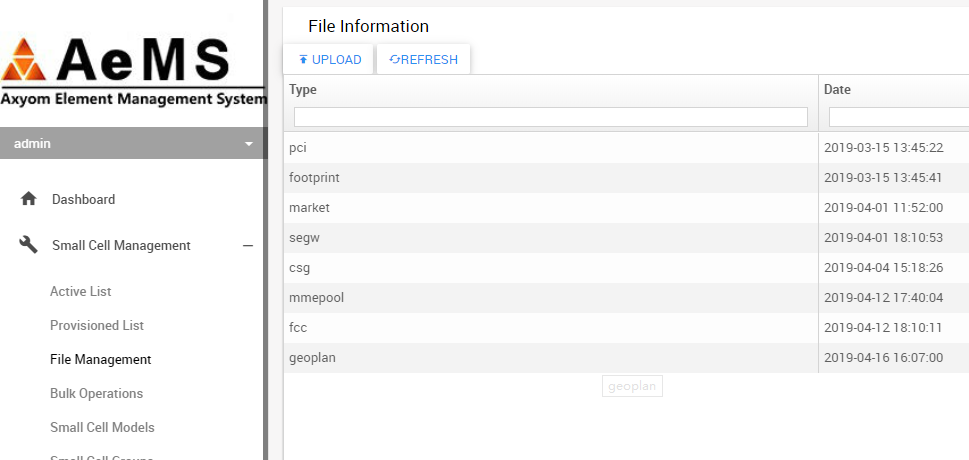 AeMS
Axyom Element Management System
admin
Dashboard
Small Cell Management
Active List
Provisioned List
File Management
Bulk Operations
Small Cell Models
Small Cell Groups
File Information
UPLOAD REFRESH
Type Date
pci 2019-03-15 13:45:22
footprint 2019-03-15 13:45:41
market 2019-04-01 11:52:00
segw 2019-04-01 18:10:53
csg 2019-04-04 15:18:26
mmepool 2019-04-12 17:40:04
fcc 2019-04-12 18:10:11
geoplan 2019-04-16 16:07:00
geoplan